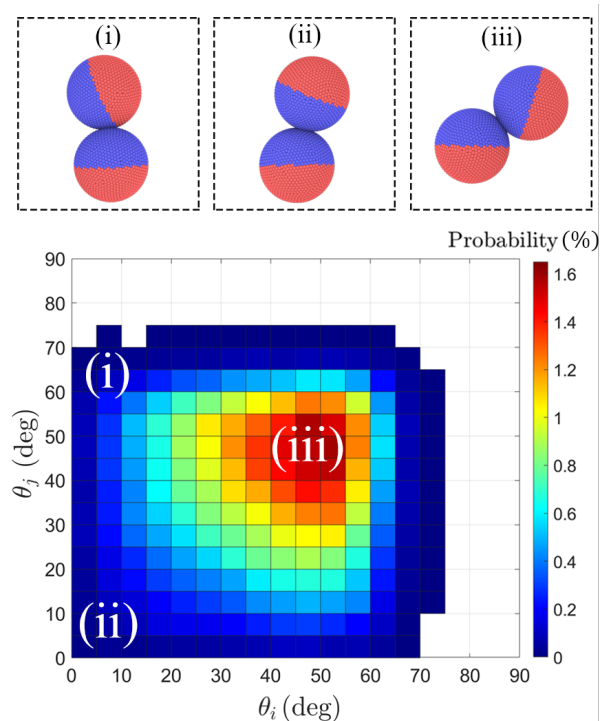 (i)
(ii)
(iii)
Probability (%)
90
80
70
60
50
40
30
20
10
0
θj (deg)
(i)
(iii)
(ii)
1.6
1.4
1.2
1
0.8
0.6
0.4
0.2
0
0 10 20 30 40 50 60 70 80 90
θi (deg)